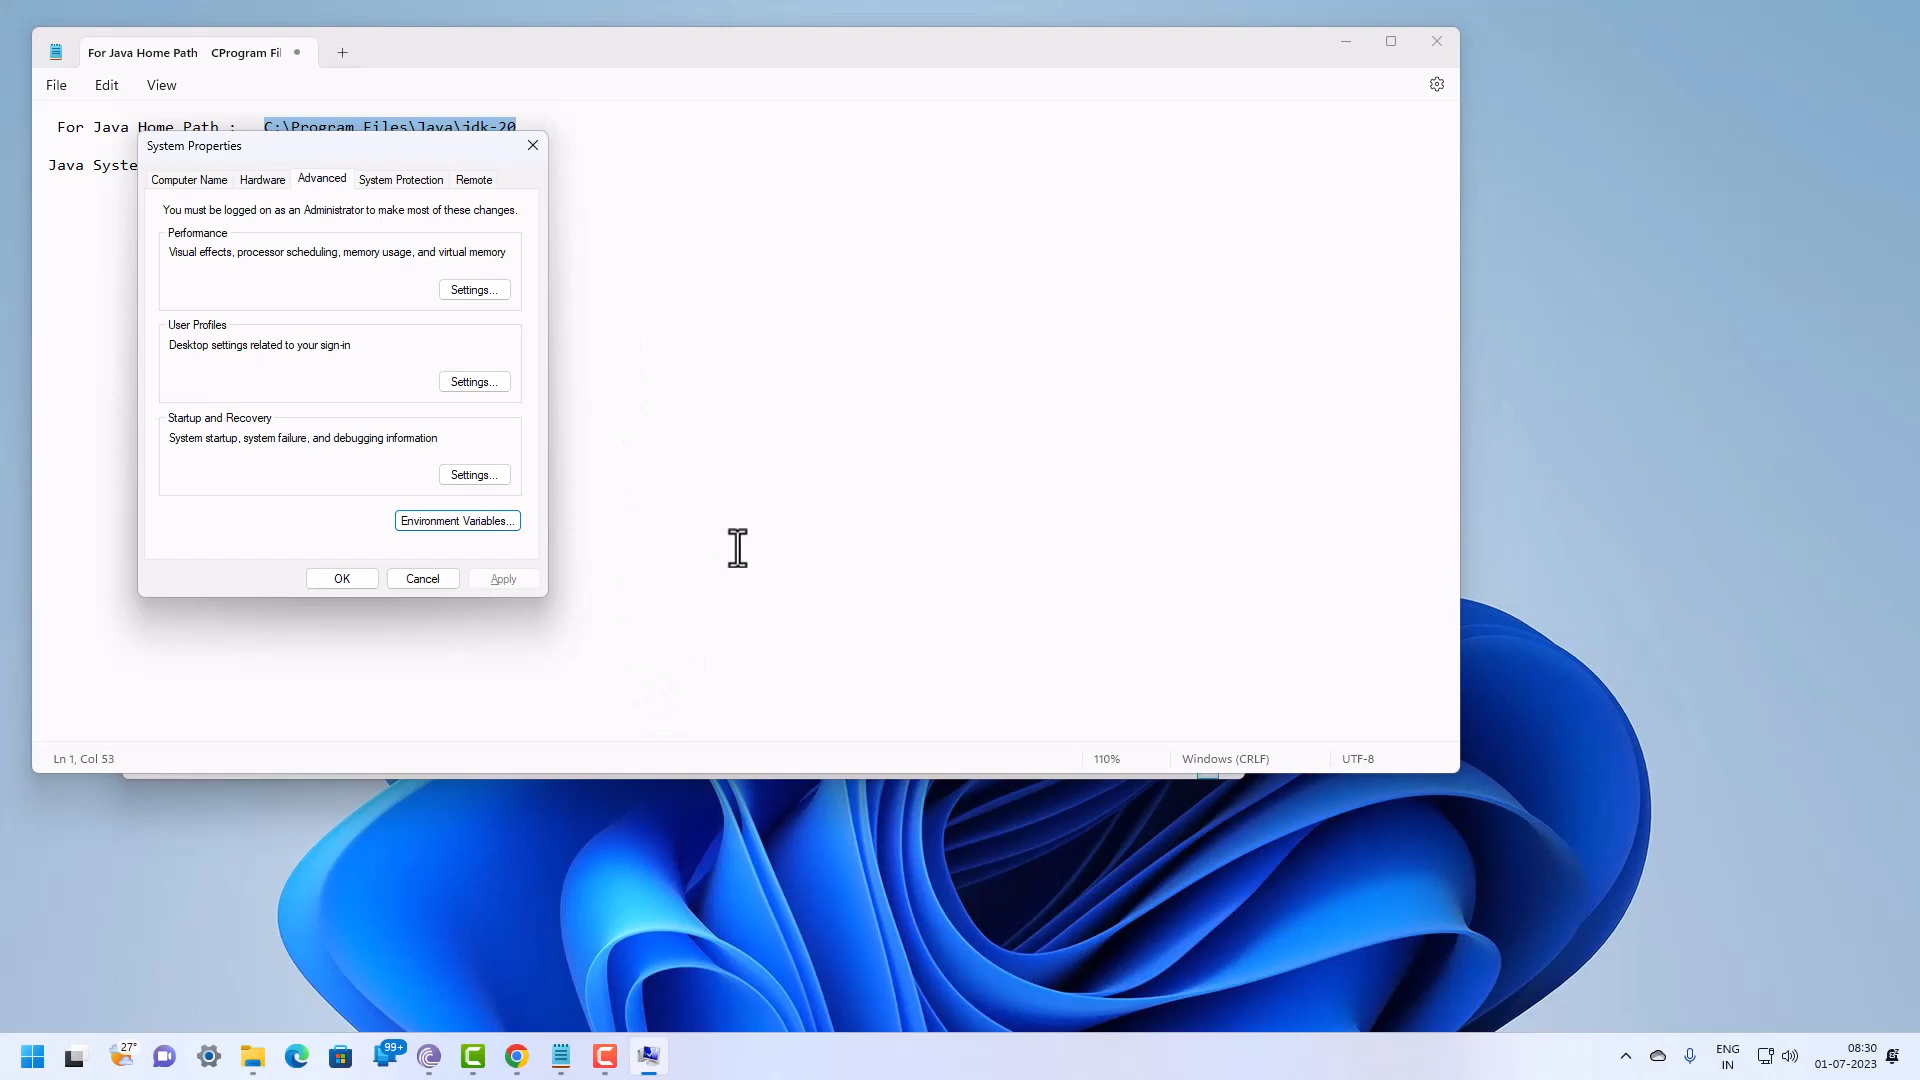 For Java Home Path    CProgram Fil
File
Edit
View
For Java Home Path :   C:\Program Files\Java\jdk-20
Java Syste
System Properties
Computer Name
Hardware
Advanced
System Protection
Remote
You must be logged on as an Administrator to make most of these changes.
Performance
Visual effects, processor scheduling, memory usage, and virtual memory
Settings...
User Profiles
Desktop settings related to your sign-in
Settings...
Startup and Recovery
System startup, system failure, and debugging information
Settings...
Environment Variables...
OK
Cancel
Apply
Ln 1, Col 53
110%
Windows (CRLF)
UTF-8
27°
99+
ENG
IN
08:30
01-07-2023